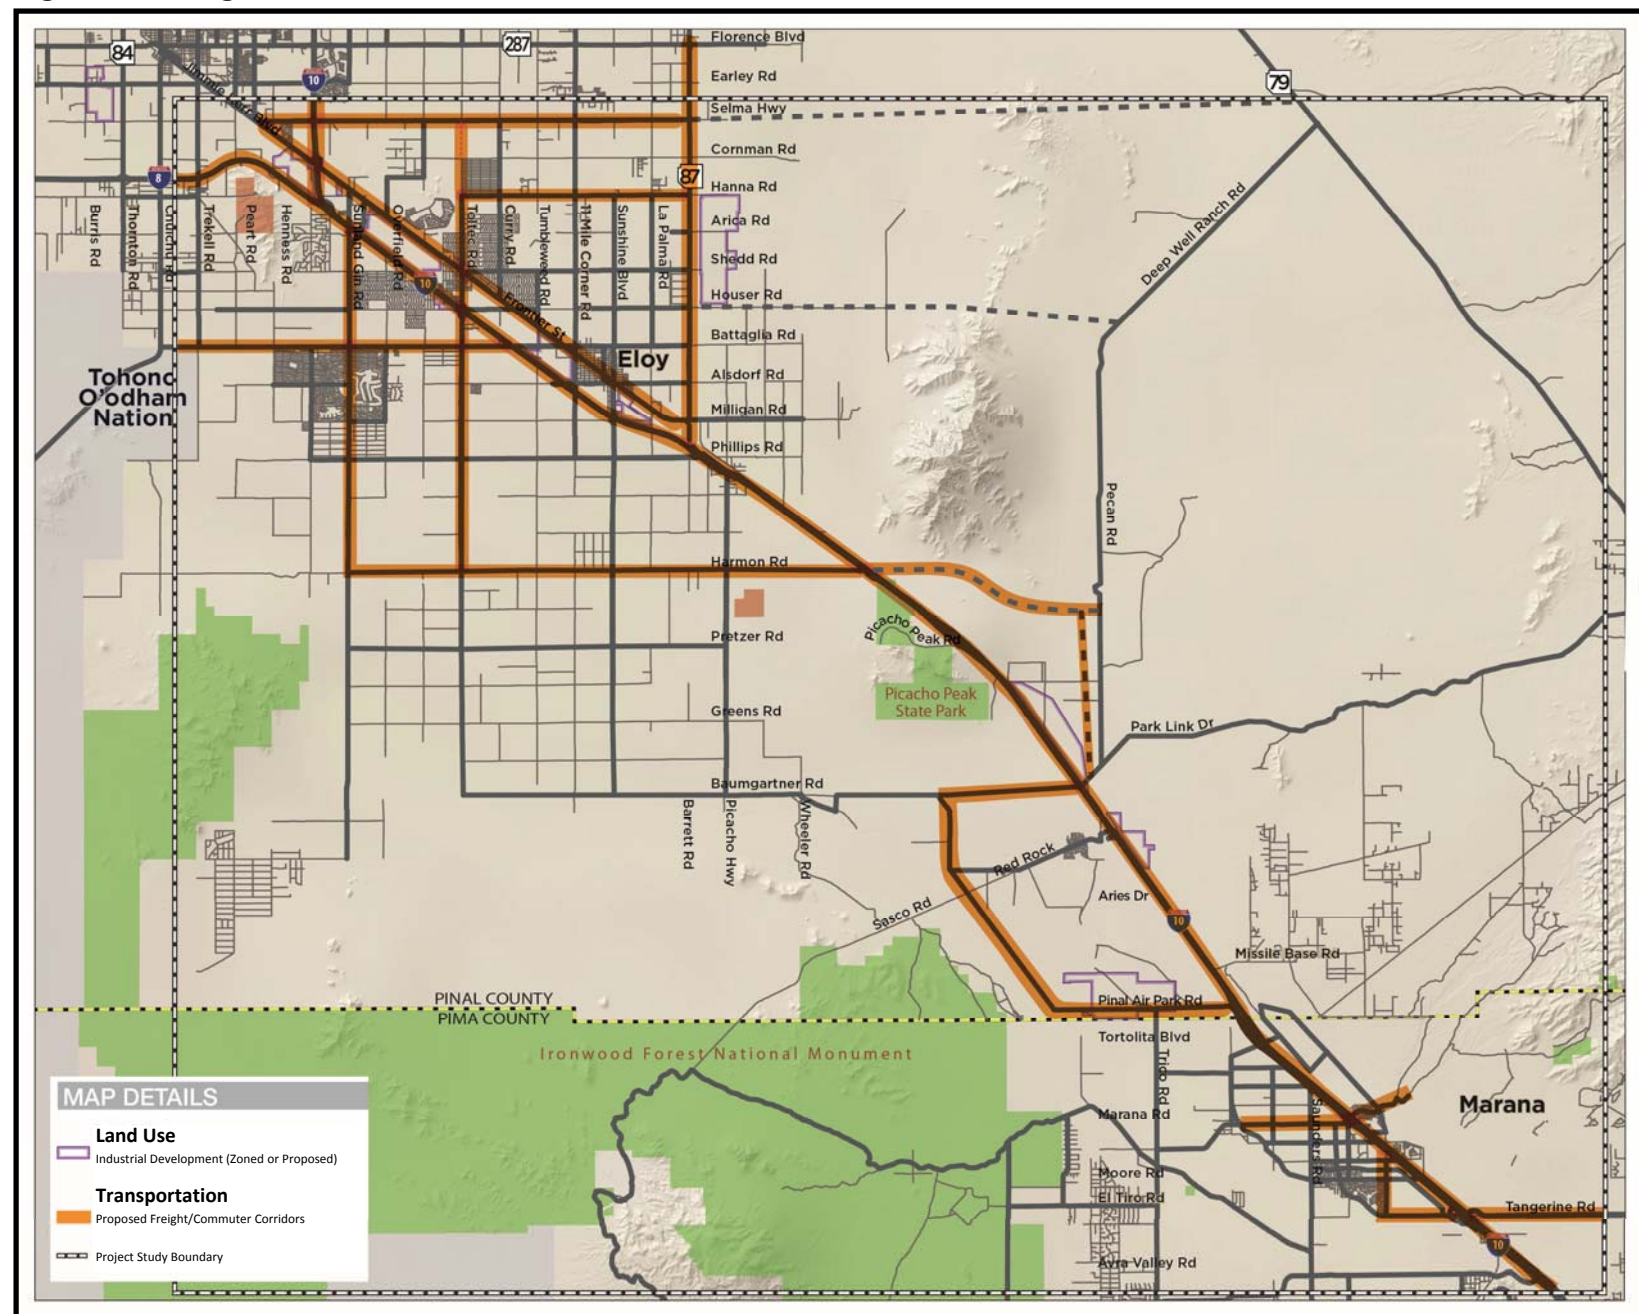 84
287
10
Florence Blvd
Earley Rd
79
Jimmie Kerr Blvd
Selma Hwy
Cornman Rd
8
87
Hanna Rd
Burris Rd
Thornton Rd
Chuichu Rd
Trekell Rd
Peart Rd
Henness Rd
Sunland Gin Rd
Overfield Rd
Toltec Rd
Curry Rd
Tumbleweed Rd
11 Mile Corner Rd
Sunshine Blvd
La Palma Rd
Arica Rd
Shedd Rd
Deep Well Ranch Rd
10
Houser Rd
Frontier St
Battaglia Rd
Eloy
Alsdorf Rd
Tohono
O'odham
Nation
Milligan Rd
Phillips Rd
Pecan Rd
Harmon Rd
Picacho Peak Rd
Pretzer Rd
Picacho Peak
State Park
Greens Rd
Park Link Dr
Baumgartner Rd
Barrett Rd
Picacho Hwy
Wheeler Rd
Red Rock
Aries Dr
Sasco Rd
10
Missile Base Rd
PINAL COUNTY
PIMA COUNTY
Pinal Air Park Rd
Tortolita Blvd
Ironwood Forest National Monument
Trico Rd
Marana Rd
Saunders Rd
Marana
Moore Rd
El Tiro Rd
Tangerine Rd
10
Avra Valley Rd
MAP DETAILS
Land Use
Industrial Development (Zoned or Proposed)
Transportation
Proposed Freight/Commuter Corridors
Project Study Boundary